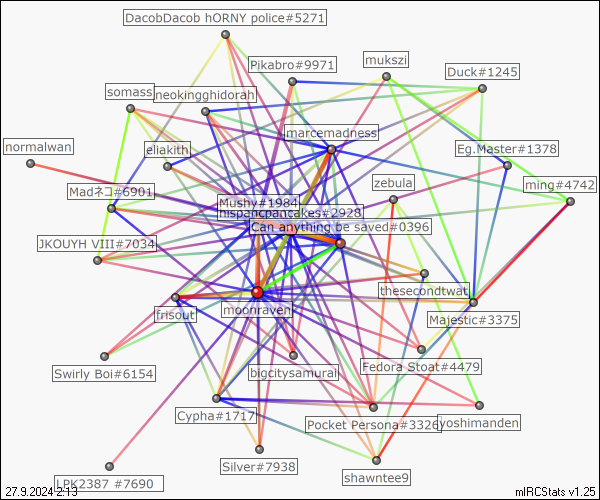 DacobDacob hORNY police#5271
Pikabro#9971
mukszi
Duck#1245
somass
neokingghidorah
marcemadness
normalwan
eliakith
Eg.Master#1378
zebula
ming#4742
Madネコ#6901
Mushy#1984
hispancpancakes#2928
Can anything be saved#0396
JKOUYH VIII#7034
thesecondtwat
frisout
moonraven
Majestic#3375
Swirly Boi#6154
bigcitysamurai
Fedora Stoat#4479
Cypha#1717
Pocket Persona#3326
yoshimanden
Silver#7938
shawntee9
LPK2387 #7690
27.9.2024 2:13
mIRCStats v1.25